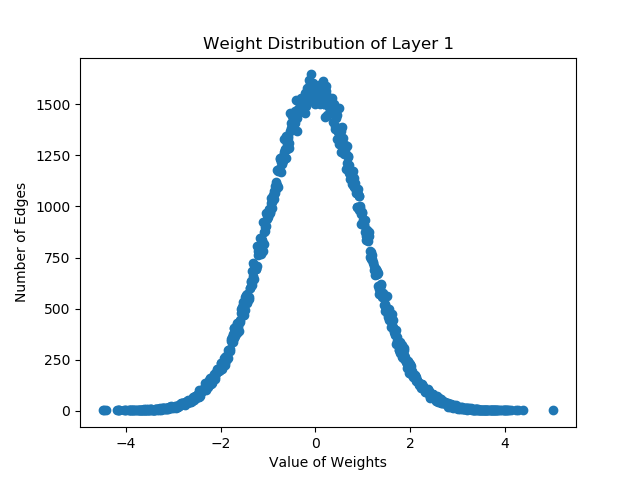 Weight Distribution of Layer 1
1500
1250
1000
750
500
250
0
Number of Edges
−4 −2 0 2 4
Value of Weights